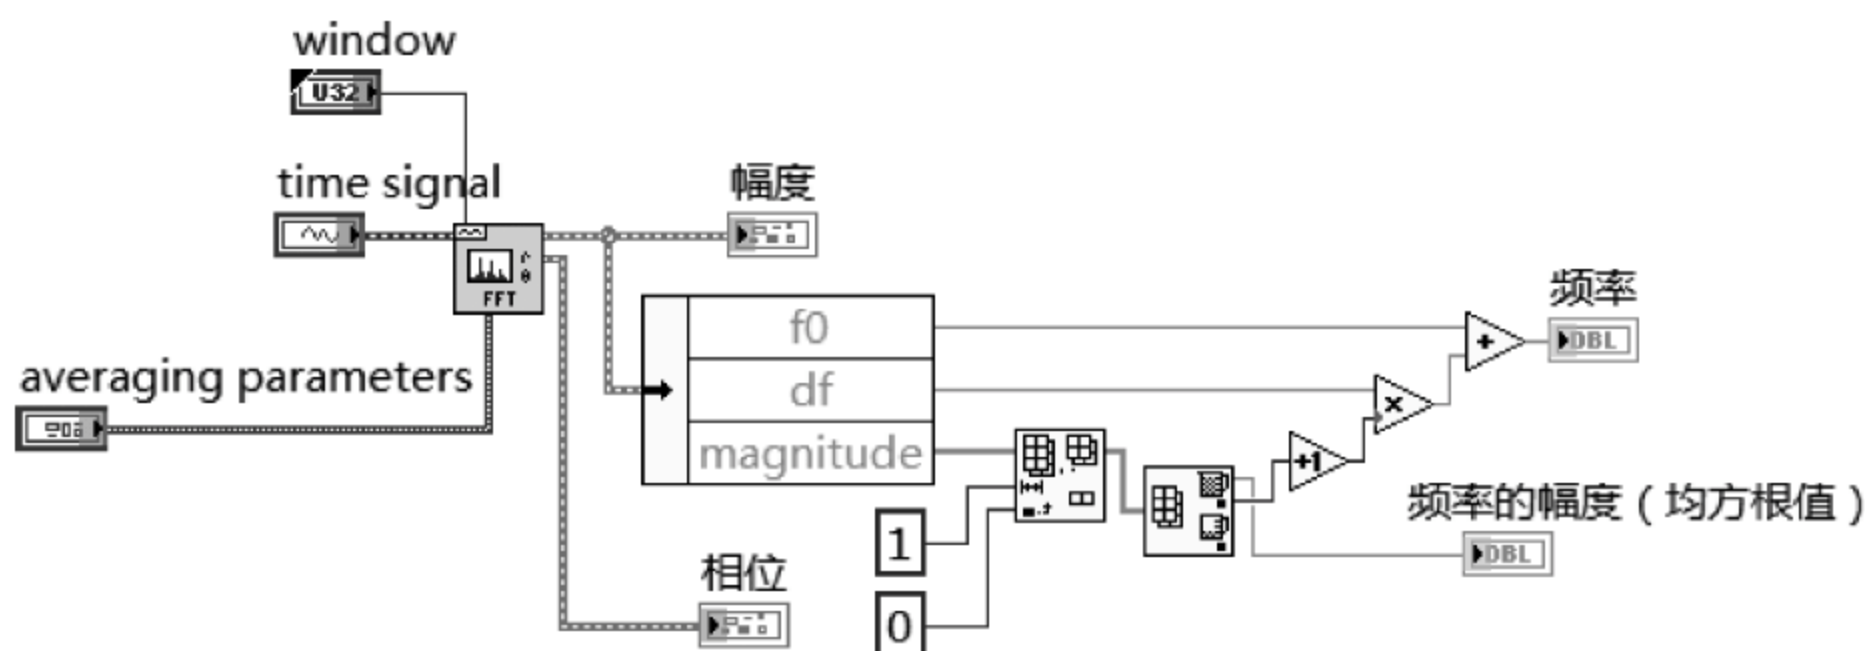 window
U32
time signal
幅度
FFT
频率
f0
DBL
df
averaging parameters
magnitude
+1
频率的幅度（均方根值）
1
DBL
相位
0